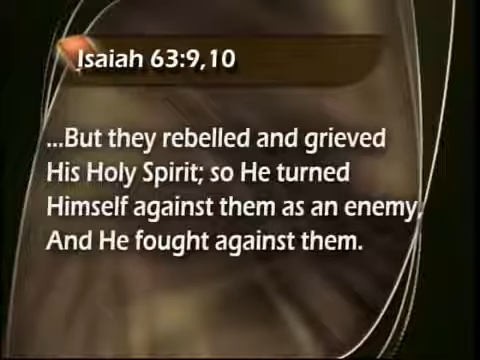 Isaiah 63:9,10
...But they rebelled and grieved
His Holy Spirit; so He turned
Himself against them as an enemy,
And He fought against them.